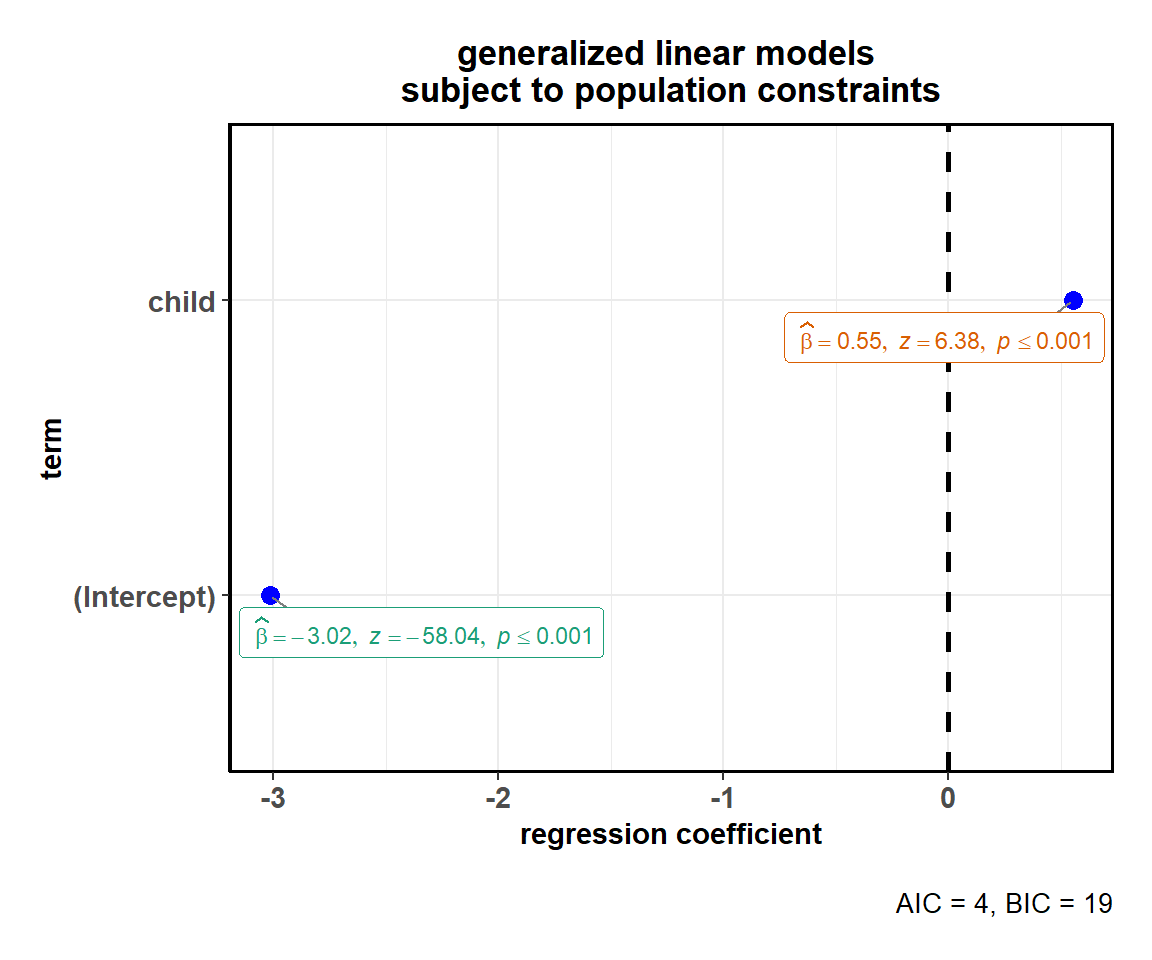 generalized linear models
subject to population constraints
child
β̂ = 0.55, z = 6.38, p ≤ 0.001
term
(Intercept)
β̂ = −3.02, z = −58.04, p ≤ 0.001
-3 -2 -1 0
regression coefficient
AIC = 4, BIC = 19